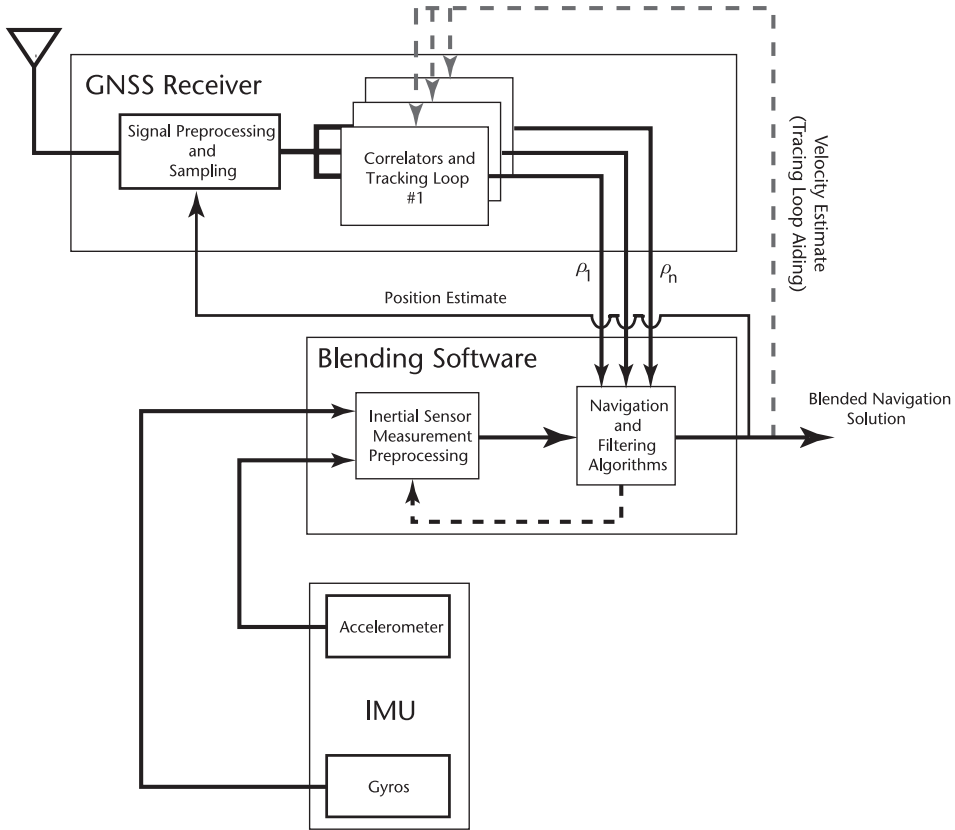 GNSS Receiver
Signal Preprocessing
and
Sampling
Correlators and
Tracking Loop
#1
Velocity Estimate
(Tracing Loop Aiding)
ρ1
ρn
Position Estimate
Blending Software
Inertial Sensor
Measurement
Preprocessing
Navigation
and
Filtering
Algorithms
Blended Navigation
Solution
Accelerometer
IMU
Gyros